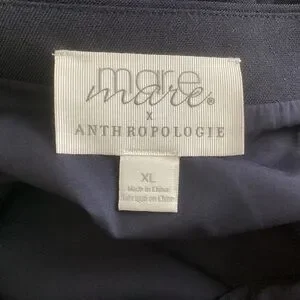 mare
mare®
x
ANTHROPOLOGIE
XL
Made in China
Fabriqué en Chine